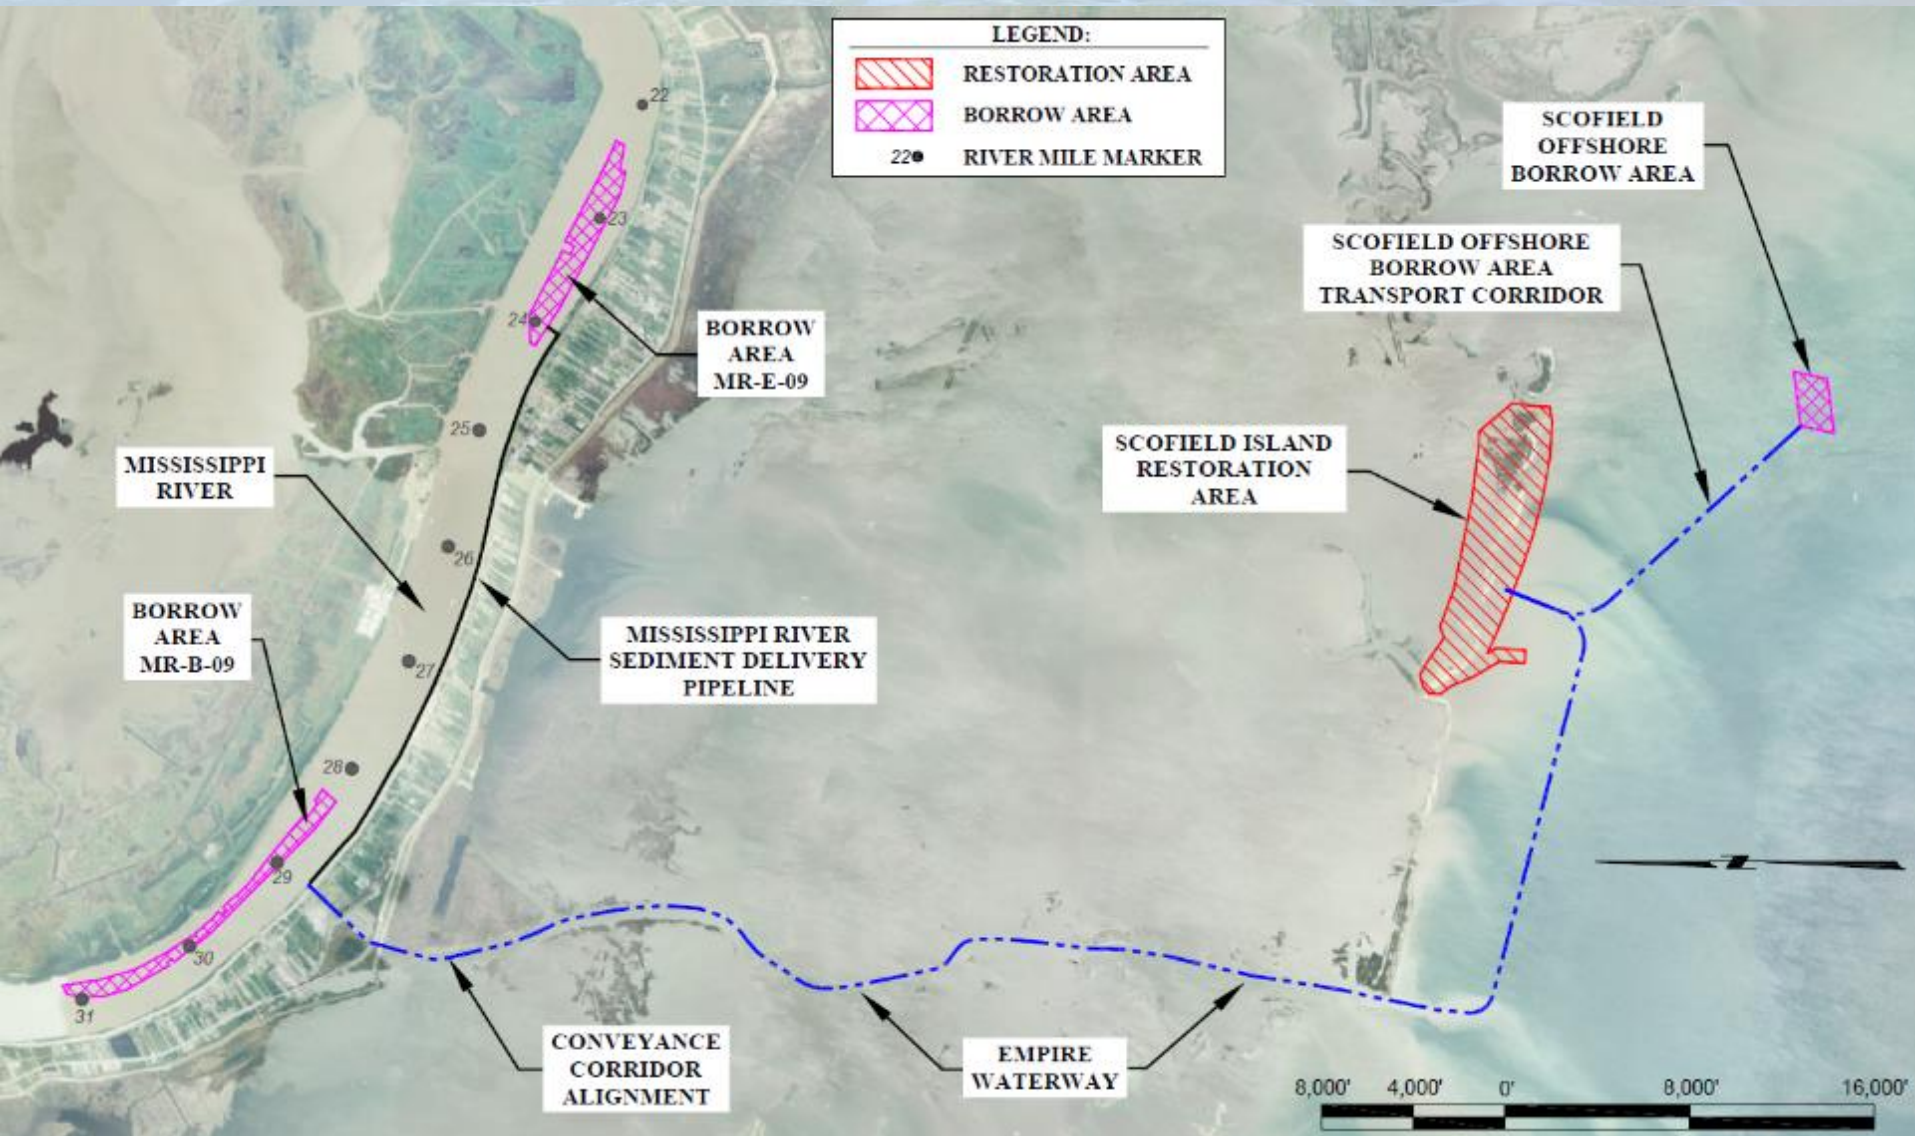 LEGEND:
RESTORATION AREA
BORROW AREA
22 RIVER MILE MARKER
SCOFIELD
OFFSHORE
BORROW AREA
SCOFIELD OFFSHORE
BORROW AREA
TRANSPORT CORRIDOR
SCOFIELD ISLAND
RESTORATION
AREA
BORROW
AREA
MR-E-09
MISSISSIPPI
RIVER
BORROW
AREA
MR-B-09
MISSISSIPPI RIVER
SEDIMENT DELIVERY
PIPELINE
CONVEYANCE
CORRIDOR
ALIGNMENT
EMPIRE
WATERWAY
22
23
24
25
26
27
28
29
30
31
Z
8,000' 4,000' 0' 8,000' 16,000'